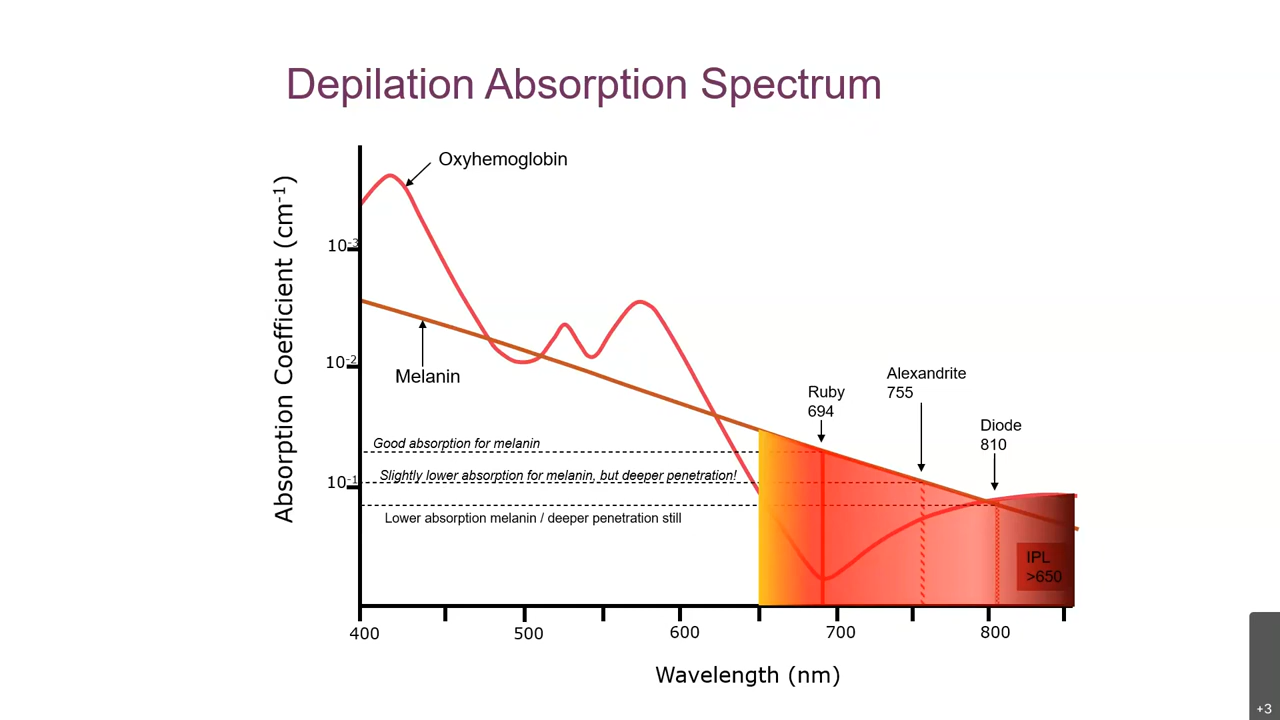 Depilation Absorption Spectrum
Oxyhemoglobin
Absorption Coefficient (cm-1)
10-3
10-2
10-1
Melanin
Good absorption for melanin
Slightly lower absorption for melanin, but deeper penetration!
Lower absorption melanin / deeper penetration still
Ruby
694
Alexandrite
755
Diode
810
IPL
>650
400 500 600 700 800
Wavelength (nm)
+3